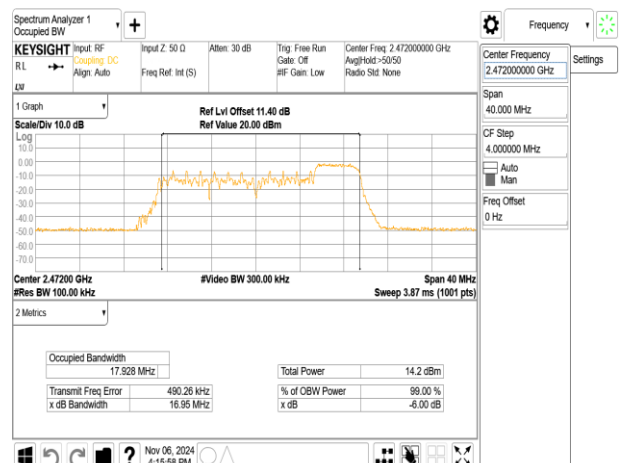 Spectrum Analyzer 1
Occupied BW
Frequency
KEYSIGHT
Input: RF
Coupling: DC
Align: Auto
Input Z: 50 Ω
Freq Ref: Int (S)
Atten: 30 dB
Trig: Free Run
Gate: Off
#IF Gain: Low
Center Freq: 2.472000000 GHz
Avg|Hold:>50/50
Radio Std: None
RL
Center Frequency
2.472000000 GHz
Settings
Span
40.000 MHz
CF Step
4.000000 MHz
Auto
Man
Freq Offset
0 Hz
1 Graph
Scale/Div 10.0 dB
Ref Lvl Offset 11.40 dB
Ref Value 20.00 dBm
Log
10.0
0.00
-10.0
-20.0
-30.0
-40.0
-50.0
-60.0
-70.0
Center 2.47200 GHz
#Res BW 100.00 kHz
#Video BW 300.00 kHz
Span 40 MHz
Sweep 3.87 ms (1001 pts)
2 Metrics
Occupied Bandwidth
17.928 MHz
Total Power 14.2 dBm
Transmit Freq Error 490.26 kHz
% of OBW Power 99.00 %
x dB Bandwidth 16.95 MHz
x dB -6.00 dB
?
Nov 06, 2024
4:15:58 PM